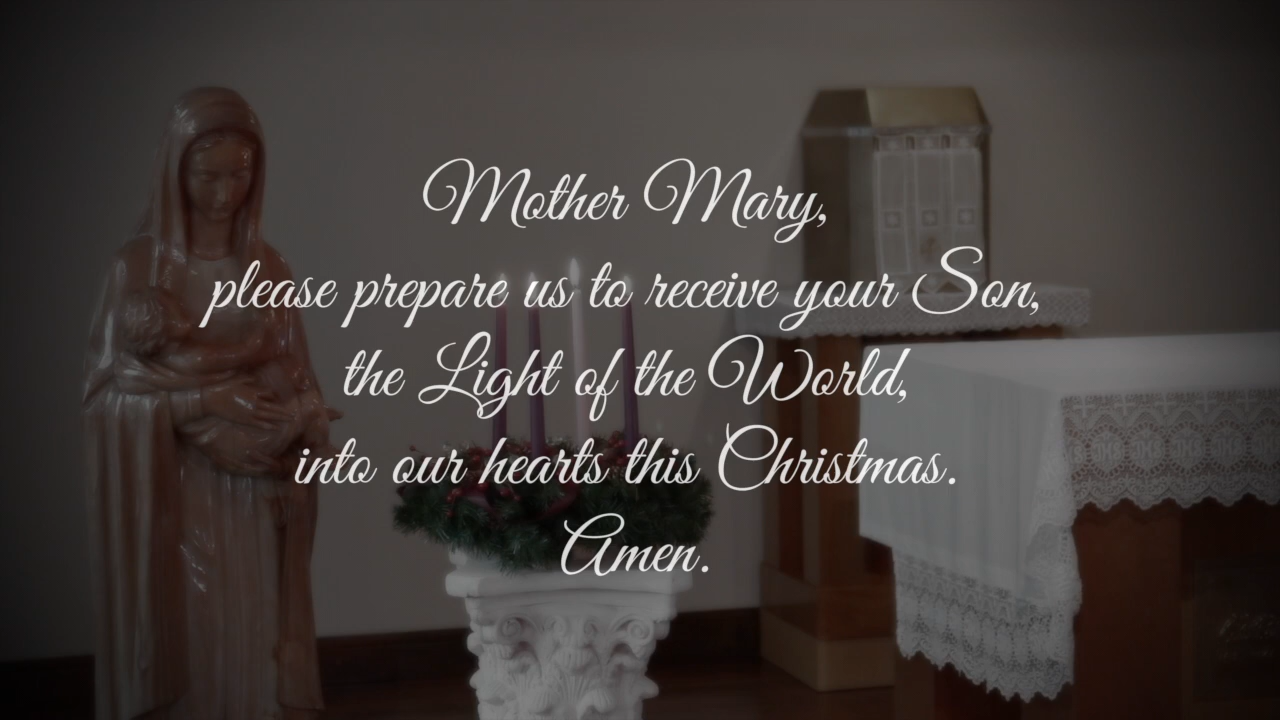 Mother Mary,
please prepare us to receive your Son,
the Light of the World,
into our hearts this Christmas.
Amen.